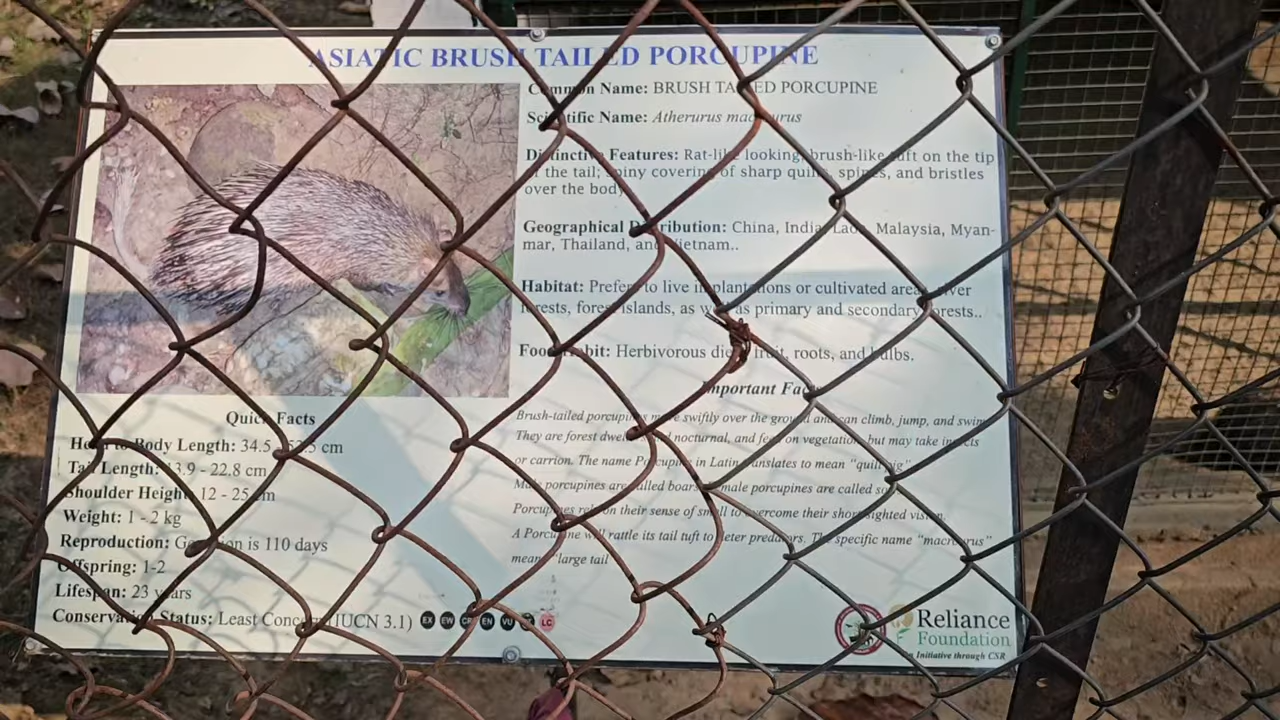 ASIATIC BRUSH TAILED PORCUPINE
Common Name: BRUSH TAILED PORCUPINE
Scientific Name: Atherurus macrourus
Distinctive Features: Rat-like looking, brush-like tuft on the tip
of the tail; spiny covering of sharp quills, spines, and bristles
over the body
Geographical Distribution: China, India, Laos, Malaysia, Myan-
mar, Thailand, and Vietnam..
Habitat: Prefers to live in plantations or cultivated areas, river
forests, forest islands, as well as primary and secondary forests..
Food Habit: Herbivorous diet, fruit, roots, and bulbs.
Important Facts
Brush-tailed porcupines move swiftly over the ground and can climb, jump, and swim.
They are forest dwellers, nocturnal, and feed on vegetation, but may take insects
or carrion. The name Porcupine in Latin translates to mean "quill pig".
Male porcupines are called boars, female porcupines are called sows.
Porcupines rely on their sense of smell to overcome their short sighted vision.
A Porcupine will rattle its tail tuft to deter predators. The specific name "macrourus"
means "large tail"
Quick Facts
Head to Body Length: 34.5 - 52.5 cm
Tail Length: 13.9 - 22.8 cm
Shoulder Height: 12 - 25 cm
Weight: 1 - 2 kg
Reproduction: Gestation is 110 days
Offspring: 1-2
Lifespan: 23 years
Conservation Status: Least Concern (IUCN 3.1) EX EW CR EN VU LC
Reliance
Foundation
An Initiative through CSR